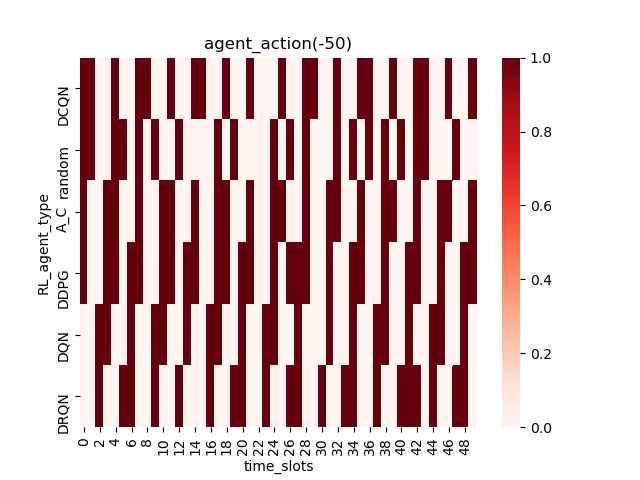 agent_action(-50)
RL_agent_type
DCQN
random
A_C
DDPG
DQN
DRQN
0 2 4 6 8 10 12 14 16 18 20 22 24 26 28 30 32 34 36 38 40 42 44 46 48
time_slots
1.0
0.8
0.6
0.4
0.2
0.0